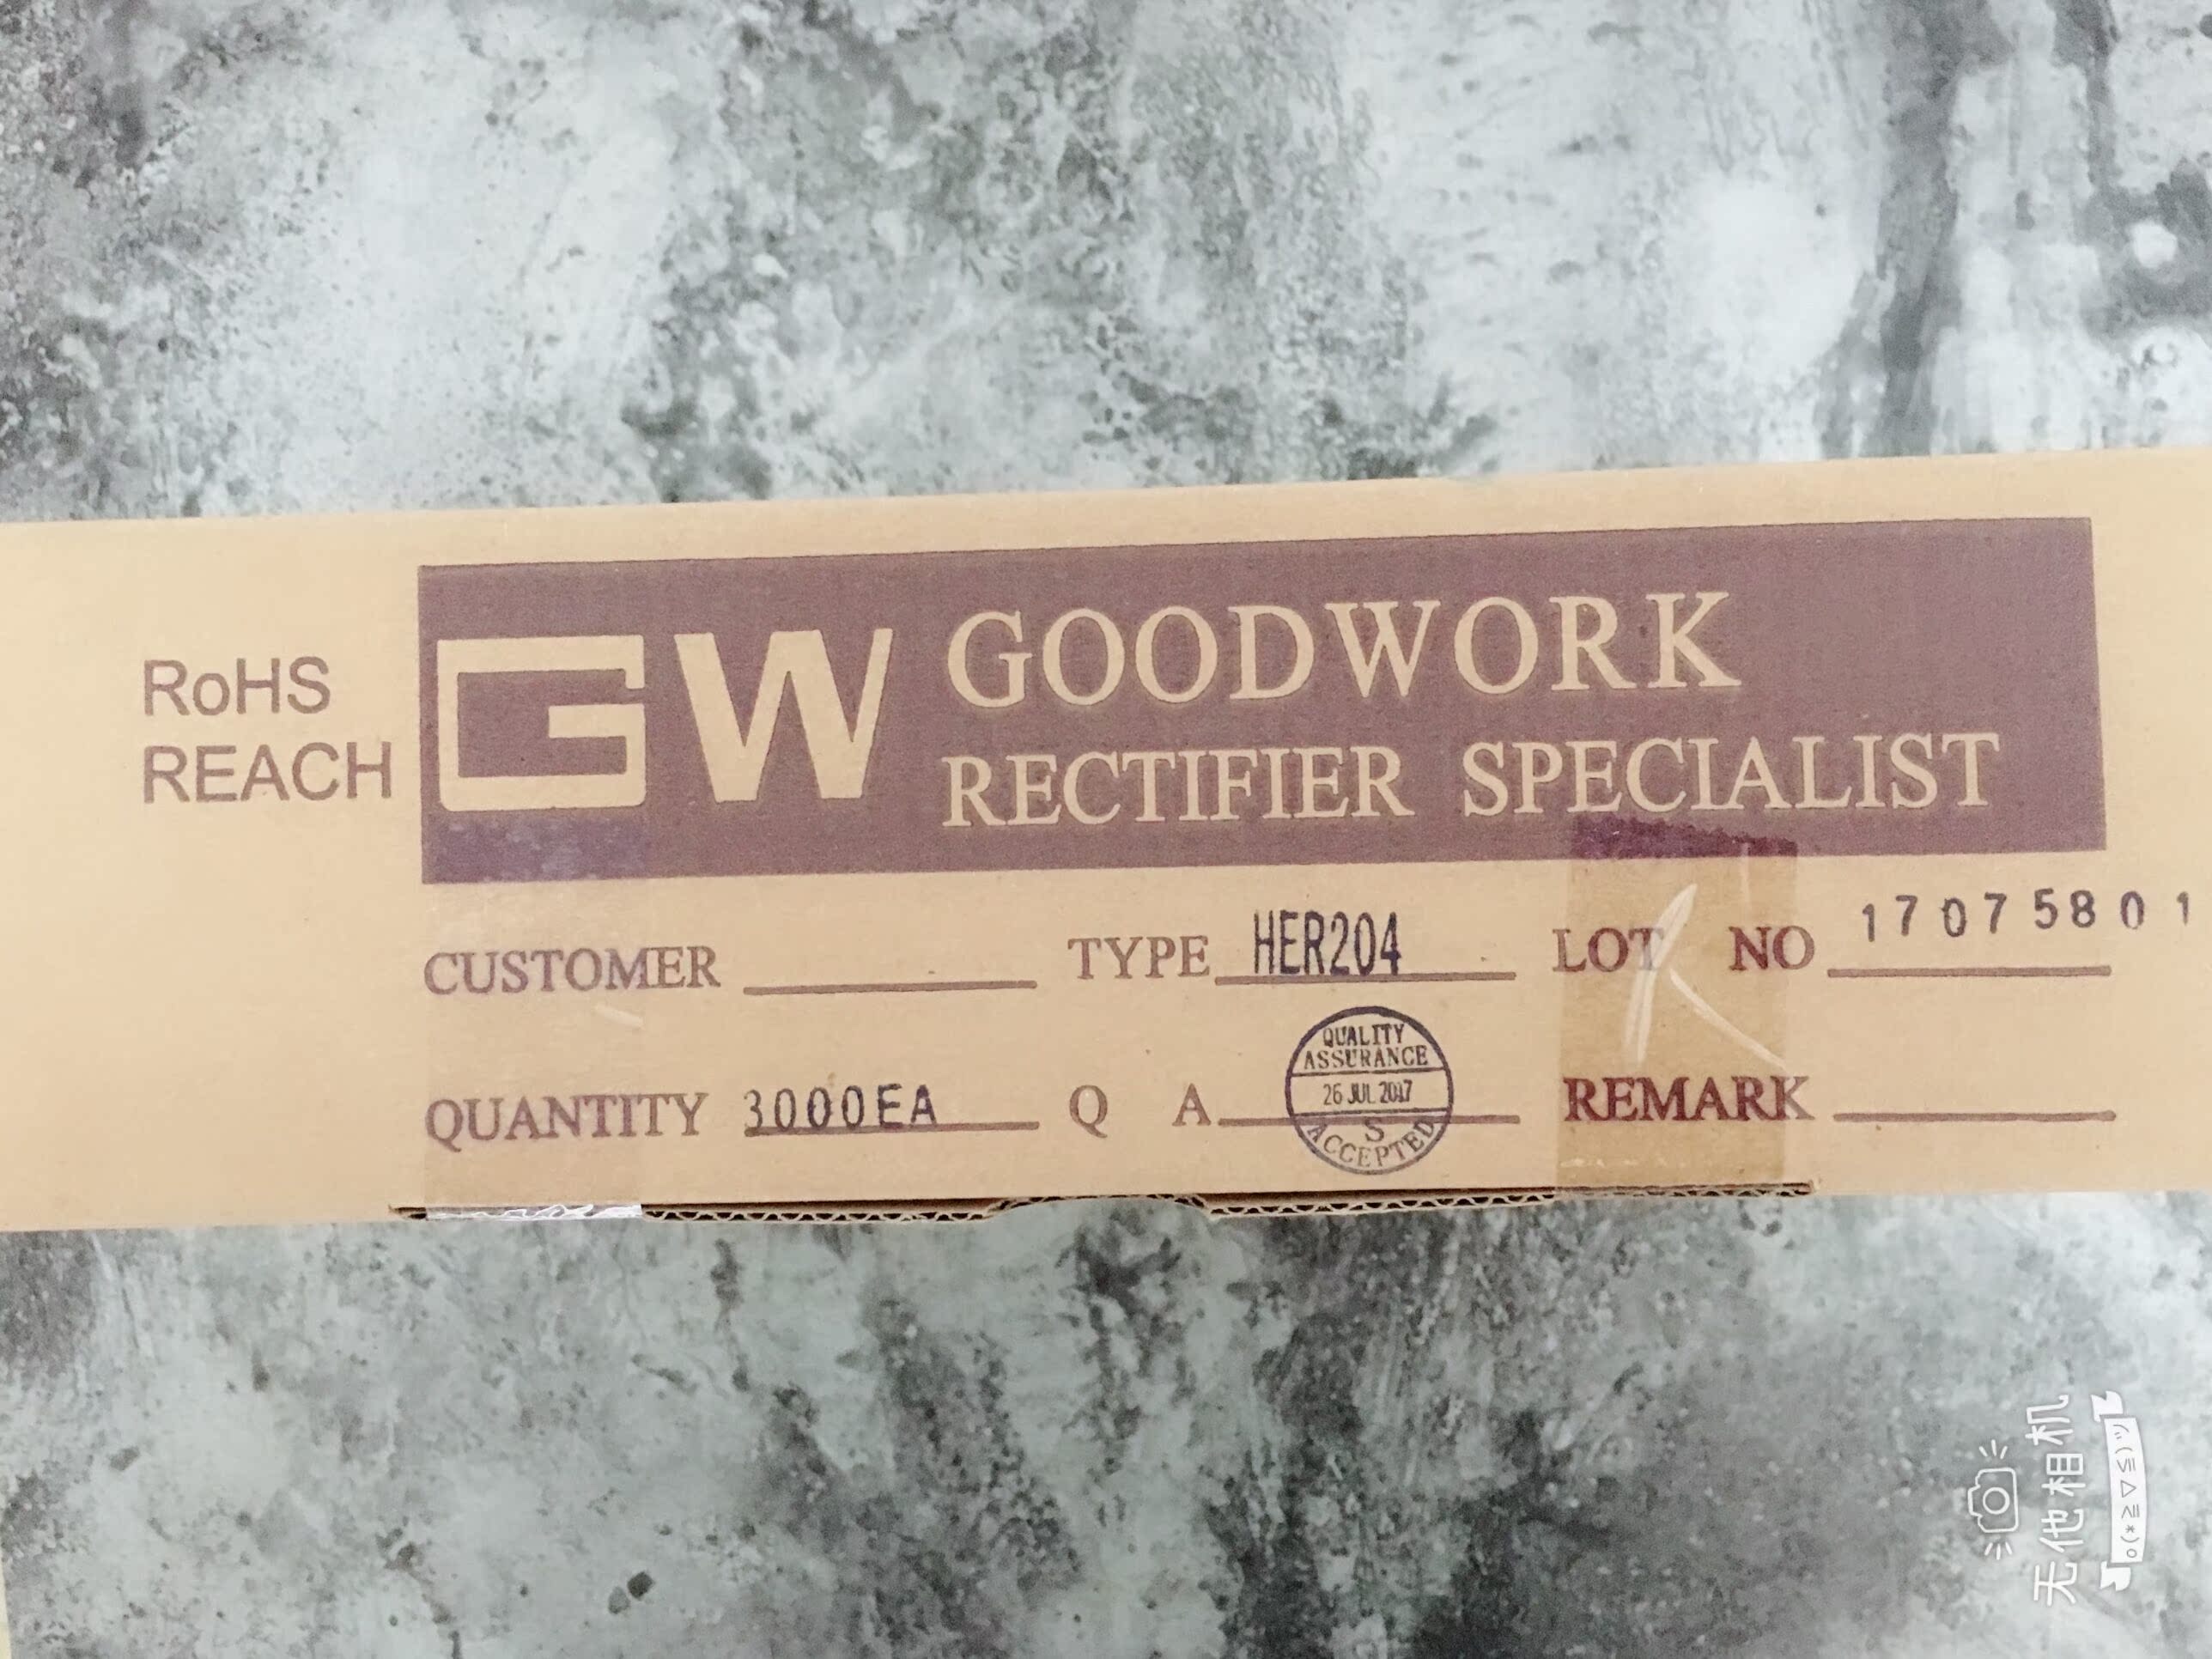 RoHS
REACH
GW
GOODWORK
RECTIFIER SPECIALIST
CUSTOMER
TYPE HER204
LOT NO 17075801
QUANTITY 3000EA
Q A
QUALITY
ASSURANCE
26 JUL 2017
S
ACCEPTED
REMARK
无他相机